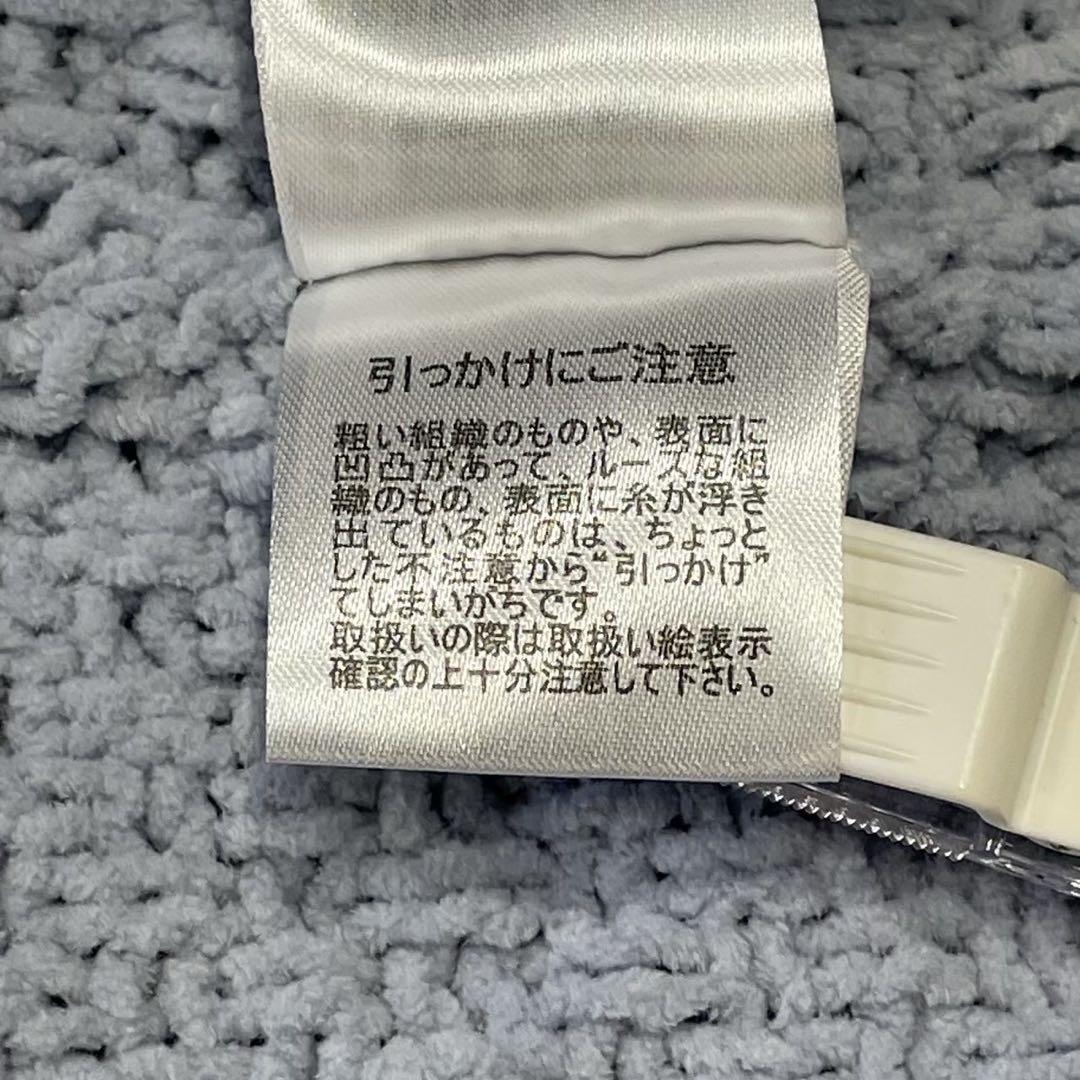 引っかけにご注意
粗い組織のものや、表面に
凹凸があって、ルーズな組
織のもの、表面に糸が浮き
出ているものは、ちょっと
した不注意から“引っかけ”
てしまいがちです。
取扱いの際は取扱い絵表示
確認の上十分注意して下さい。